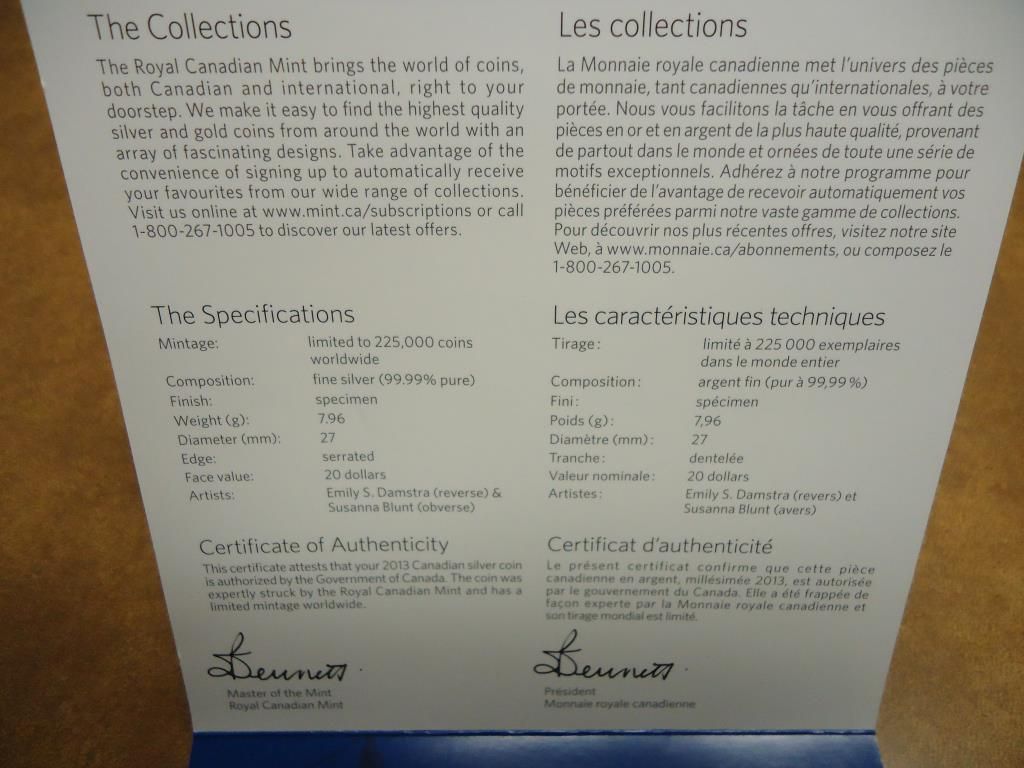 The Collections
The Royal Canadian Mint brings the world of coins,
both Canadian and international, right to your
doorstep. We make it easy to find the highest quality
silver and gold coins from around the world with an
array of fascinating designs. Take advantage of the
convenience of signing up to automatically receive
your favourites from our wide range of collections.
Visit us online at www.mint.ca/subscriptions or call
1-800-267-1005 to discover our latest offers.
The Specifications
Mintage: limited to 225,000 coins
worldwide
Composition: fine silver (99.99% pure)
Finish: specimen
Weight (g): 7.96
Diameter (mm): 27
Edge: serrated
Face value: 20 dollars
Artists: Emily S. Damstra (reverse) &
Susanna Blunt (obverse)
Certificate of Authenticity
This certificate attests that your 2013 Canadian silver coin
is authorized by the Government of Canada. The coin was
expertly struck by the Royal Canadian Mint and has a
limited mintage worldwide.
Bennett
Master of the Mint
Royal Canadian Mint
Les collections
La Monnaie royale canadienne met l'univers des pièces
de monnaie, tant canadiennes qu'internationales, à votre
portée. Nous vous facilitons la tâche en vous offrant des
pièces en or et en argent de la plus haute qualité, provenant
de partout dans le monde et ornées de toute une série de
motifs exceptionnels. Adhérez à notre programme pour
bénéficier de l'avantage de recevoir automatiquement vos
pièces préférées parmi notre vaste gamme de collections.
Pour découvrir nos plus récentes offres, visitez notre site
Web, à www.monnaie.ca/abonnements, ou composez le
1-800-267-1005.
Les caractéristiques techniques
Tirage : limité à 225 000 exemplaires
dans le monde entier
Composition : argent fin (pur à 99,99 %)
Fini : spécimen
Poids (g) : 7,96
Diamètre (mm) : 27
Tranche : dentelée
Valeur nominale : 20 dollars
Artistes : Emily S. Damstra (revers) et
Susanna Blunt (avers)
Certificat d'authenticité
Le présent certificat confirme que cette pièce
canadienne en argent, millésimée 2013, est autorisée
par le gouvernement du Canada. Elle a été frappée de
façon experte par la Monnaie royale canadienne et
son tirage mondial est limité.
Bennett
Président
Monnaie royale canadienne